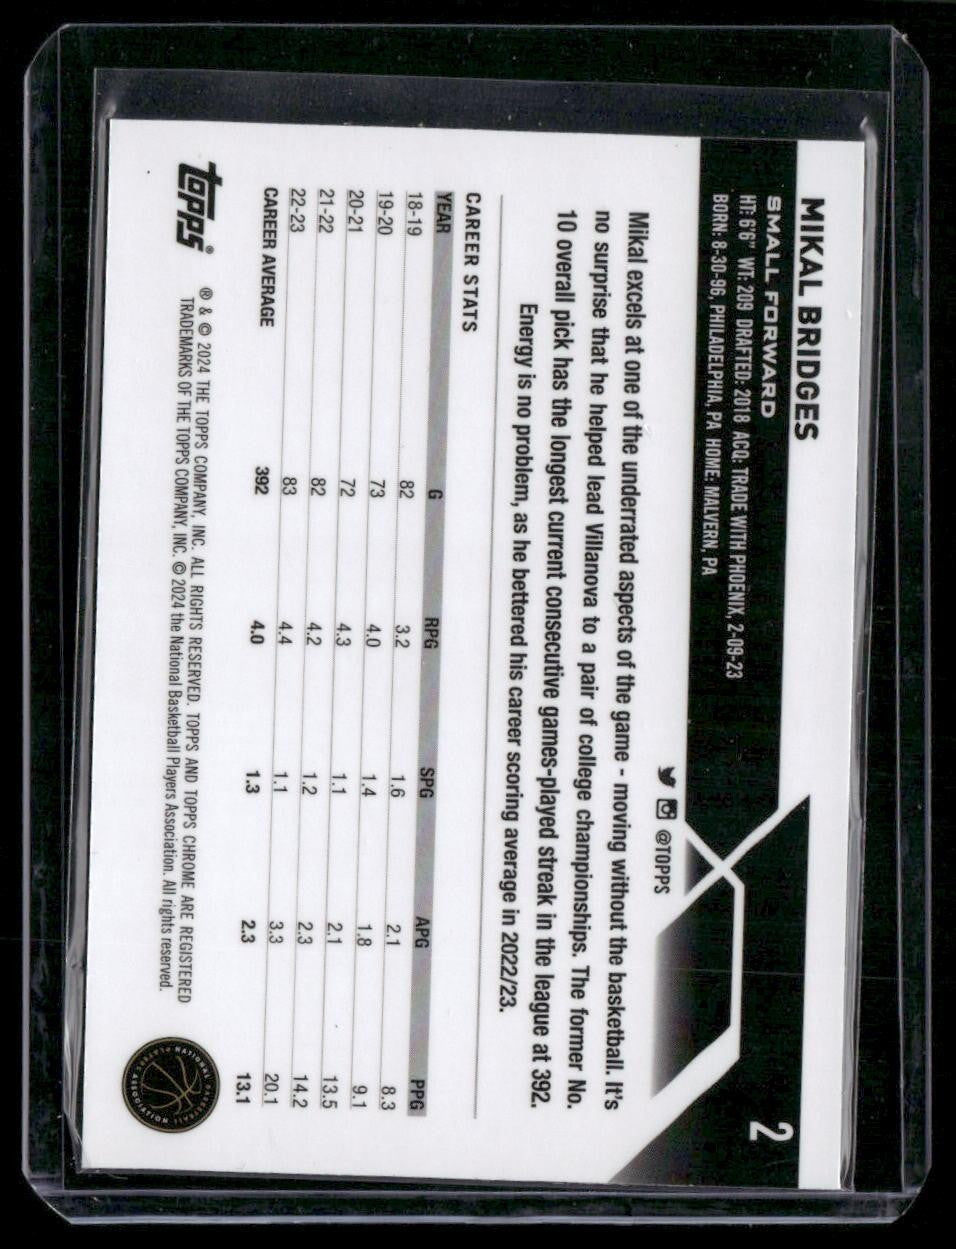 MIKAL BRIDGES
2
SMALL FORWARD
HT: 6'6" WT: 209 DRAFTED: 2018 ACQ: TRADE WITH PHOENIX, 2-09-23
BORN: 8-30-96, PHILADELPHIA, PA HOME: MALVERN, PA
@TOPPS
Mikal excels at one of the underrated aspects of the game - moving without the basketball. It's
no surprise that he helped lead Villanova to a pair of college championships. The former No.
10 overall pick has the longest current consecutive games-played streak in the league at 392.
Energy is no problem, as he bettered his career scoring average in 2022/23.
CAREER STATS
YEAR G RPG SPG APG PPG
18-19 82 3.2 1.6 2.1 8.3
19-20 73 4.0 1.4 1.8 9.1
20-21 72 4.3 1.1 2.1 13.5
21-22 82 4.2 1.2 2.3 14.2
22-23 83 4.4 1.1 3.3 20.1
CAREER AVERAGE 392 4.0 1.3 2.3 13.1
topps®
® & © 2024 THE TOPPS COMPANY, INC. ALL RIGHTS RESERVED. TOPPS AND TOPPS CHROME ARE REGISTERED
TRADEMARKS OF THE TOPPS COMPANY, INC. © 2024 the National Basketball Players Association. All rights reserved.
NATIONAL BASKETBALL
PLAYERS ASSOCIATION